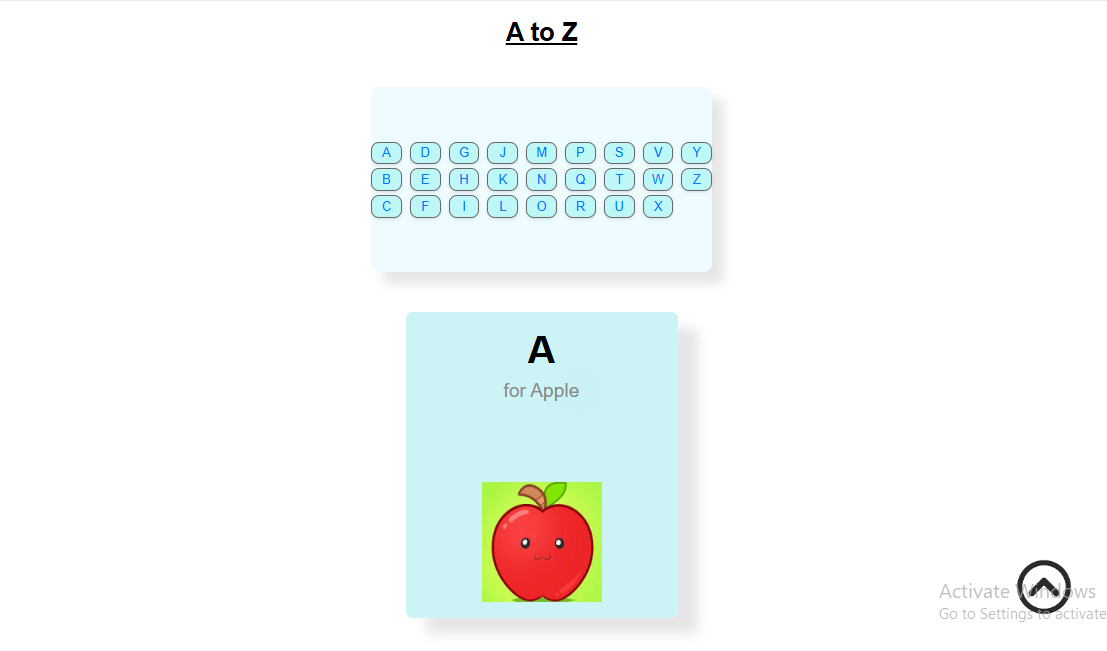 A to Z
A D G J M P S V Y
B E H K N Q T W Z
C F I L O R U X
A
for Apple
Activate Windows
Go to Settings to activate